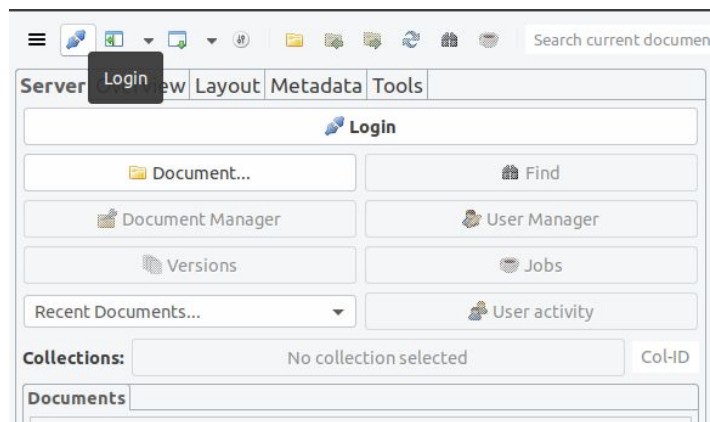 Search current documen
Login
Server Overview Layout Metadata Tools
Login
Document... Find
Document Manager User Manager
Versions Jobs
Recent Documents... User activity
Collections: No collection selected Col-ID
Documents